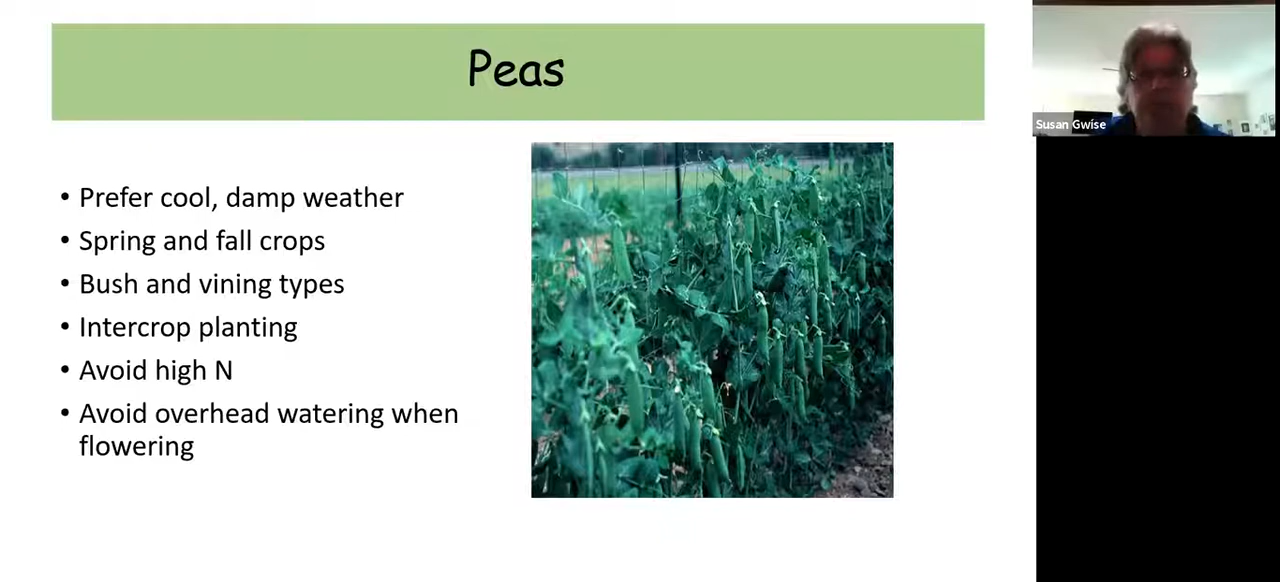 Peas
• Prefer cool, damp weather
• Spring and fall crops
• Bush and vining types
• Intercrop planting
• Avoid high N
• Avoid overhead watering when
flowering
Susan Gwise